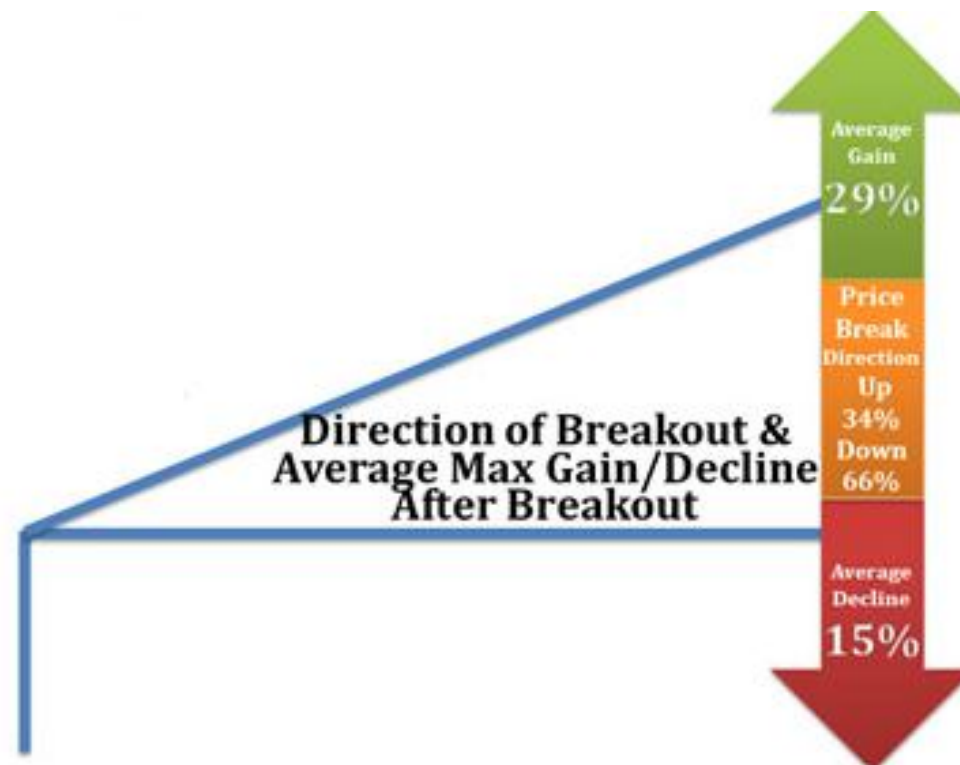 Average
Gain
29%
Price
Break
Direction
Up
34%
Down
66%
Direction of Breakout &
Average Max Gain/Decline
After Breakout
Average
Decline
15%